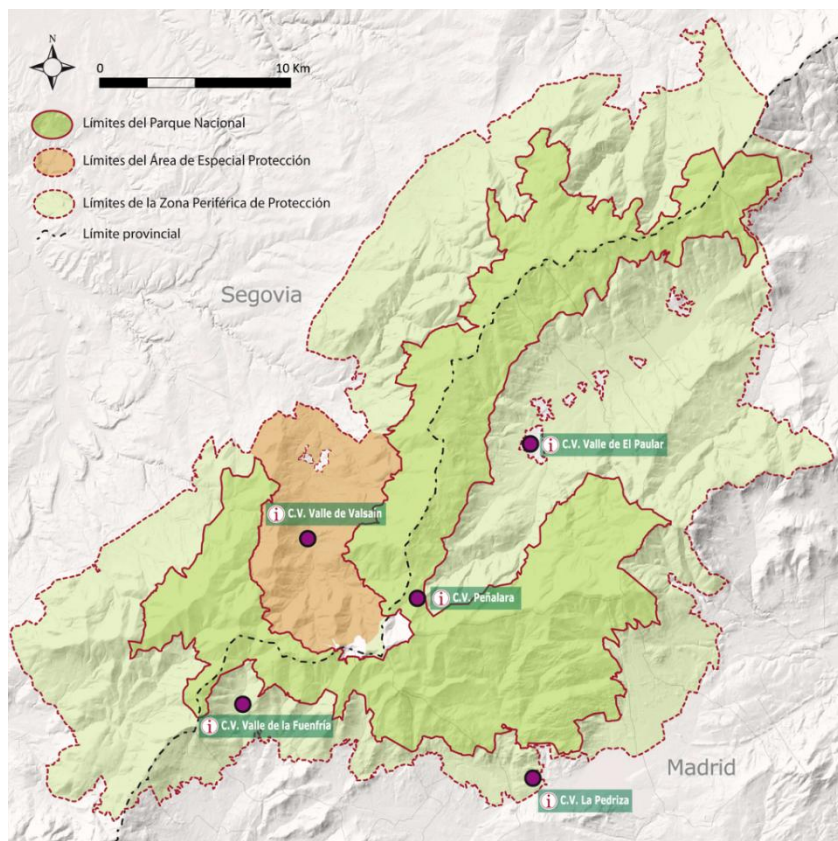 N
0 10 Km
Límites del Parque Nacional
Límites del Área de Especial Protección
Límites de la Zona Periférica de Protección
Límite provincial
Segovia
i C.V. Valle de El Paular
i C.V. Valle de Valsaín
i C.V. Peñalara
i C.V. Valle de la Fuenfría
Madrid
i C.V. La Pedriza